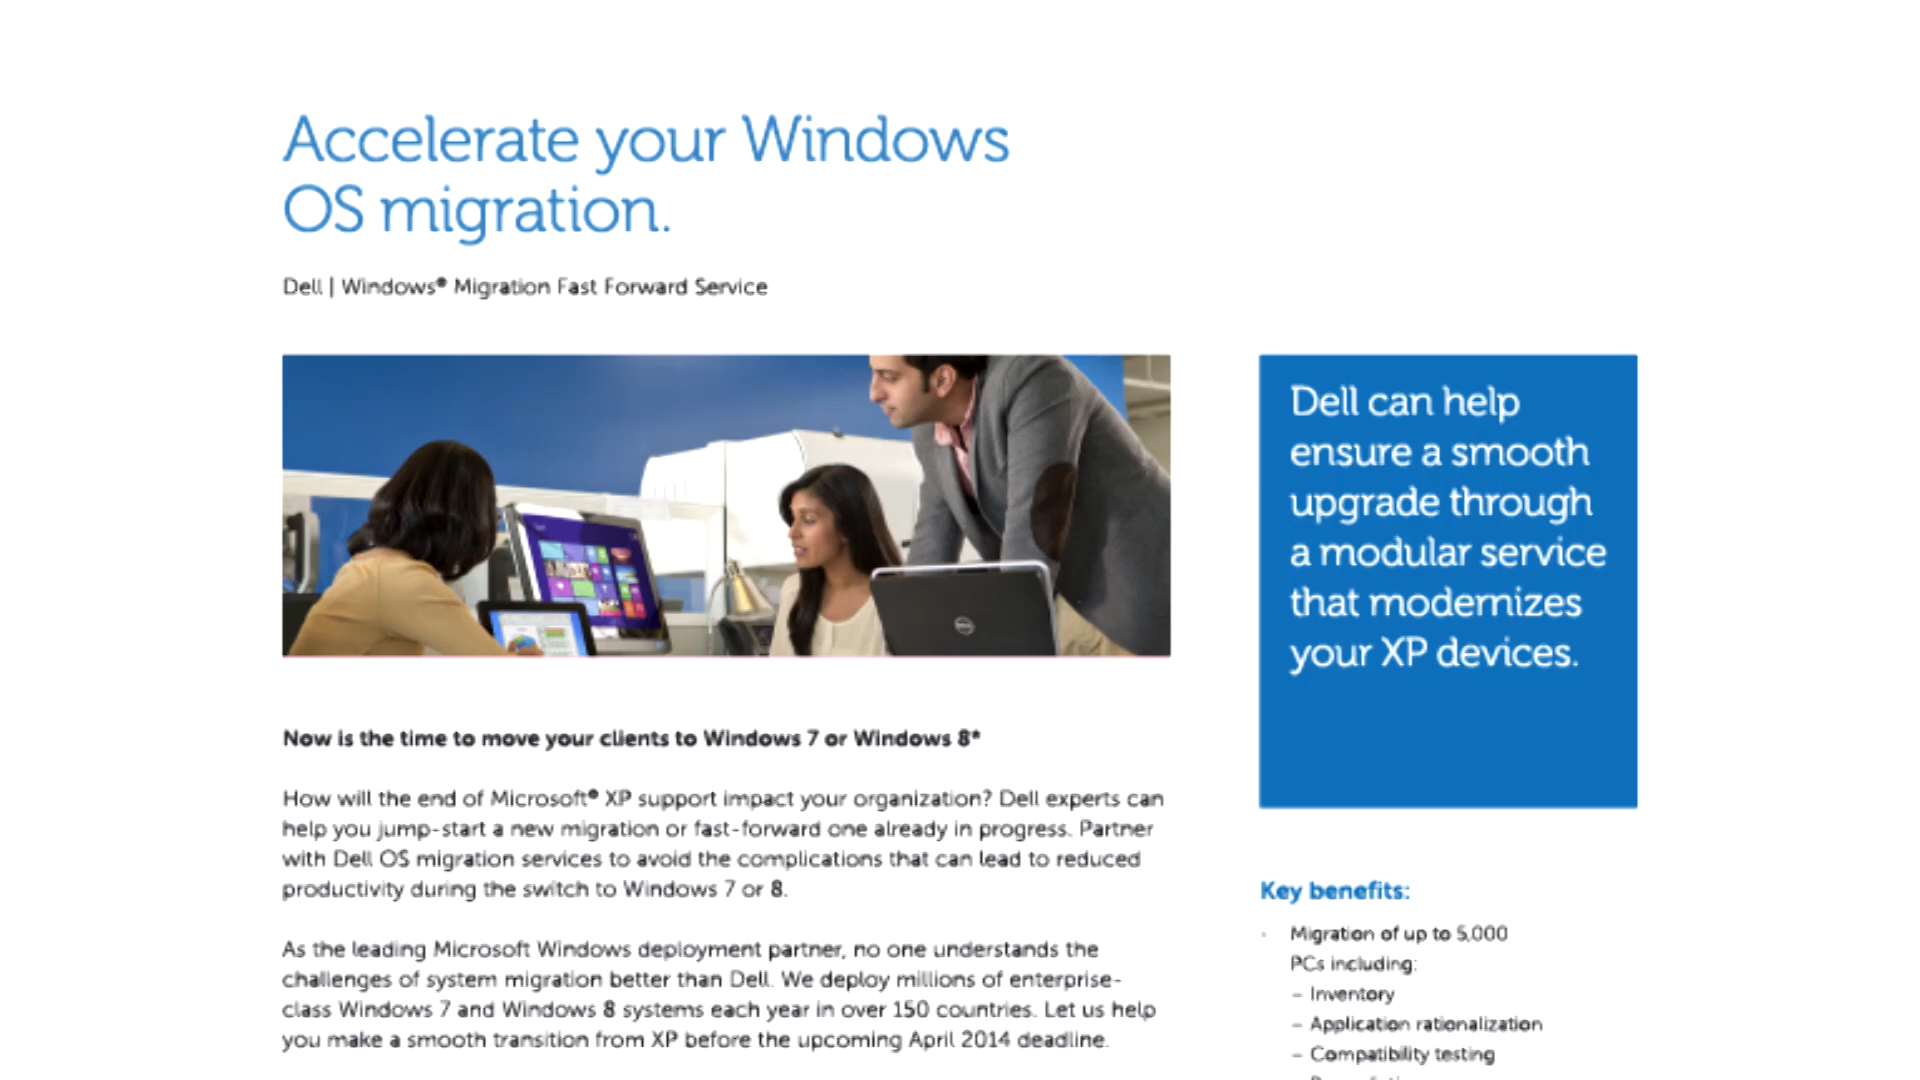 Accelerate your Windows
OS migration.
Dell | Windows® Migration Fast Forward Service
Dell can help
ensure a smooth
upgrade through
a modular service
that modernizes
your XP devices.
Now is the time to move your clients to Windows 7 or Windows 8*
How will the end of Microsoft® XP support impact your organization? Dell experts can
help you jump-start a new migration or fast-forward one already in progress. Partner
with Dell OS migration services to avoid the complications that can lead to reduced
productivity during the switch to Windows 7 or 8.
As the leading Microsoft Windows deployment partner, no one understands the
challenges of system migration better than Dell. We deploy millions of enterprise-
class Windows 7 and Windows 8 systems each year in over 150 countries. Let us help
you make a smooth transition from XP before the upcoming April 2014 deadline.
Key benefits:
• Migration of up to 5,000
PCs including:
– Inventory
– Application rationalization
– Compatibility testing